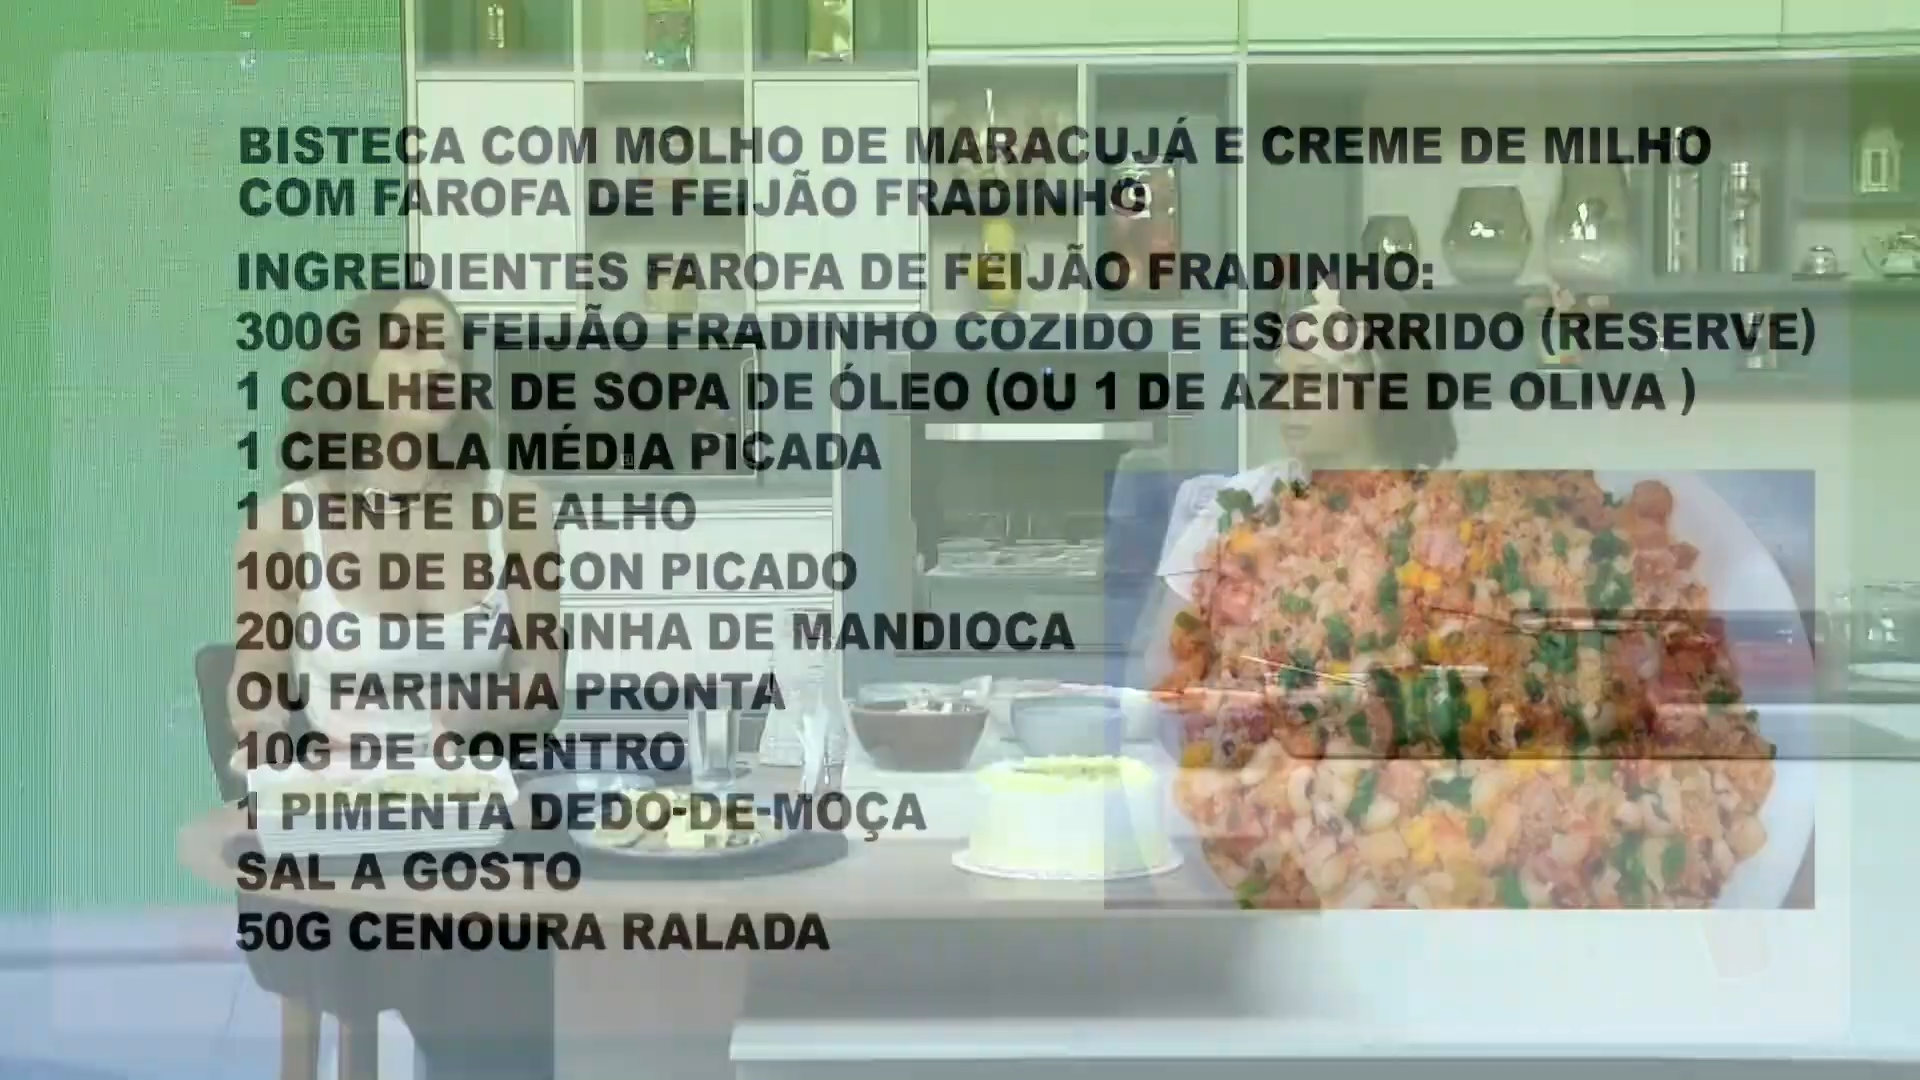 BISTECA COM MOLHO DE MARACUJÁ E CREME DE MILHO
COM FAROFA DE FEIJÃO FRADINHO
INGREDIENTES FAROFA DE FEIJÃO FRADINHO:
300G DE FEIJÃO FRADINHO COZIDO E ESCORRIDO (RESERVE)
1 COLHER DE SOPA DE ÓLEO (OU 1 DE AZEITE DE OLIVA )
1 CEBOLA MÉDIA PICADA
1 DENTE DE ALHO
100G DE BACON PICADO
200G DE FARINHA DE MANDIOCA
OU FARINHA PRONTA
10G DE COENTRO
1 PIMENTA DEDO-DE-MOÇA
SAL A GOSTO
50G CENOURA RALADA